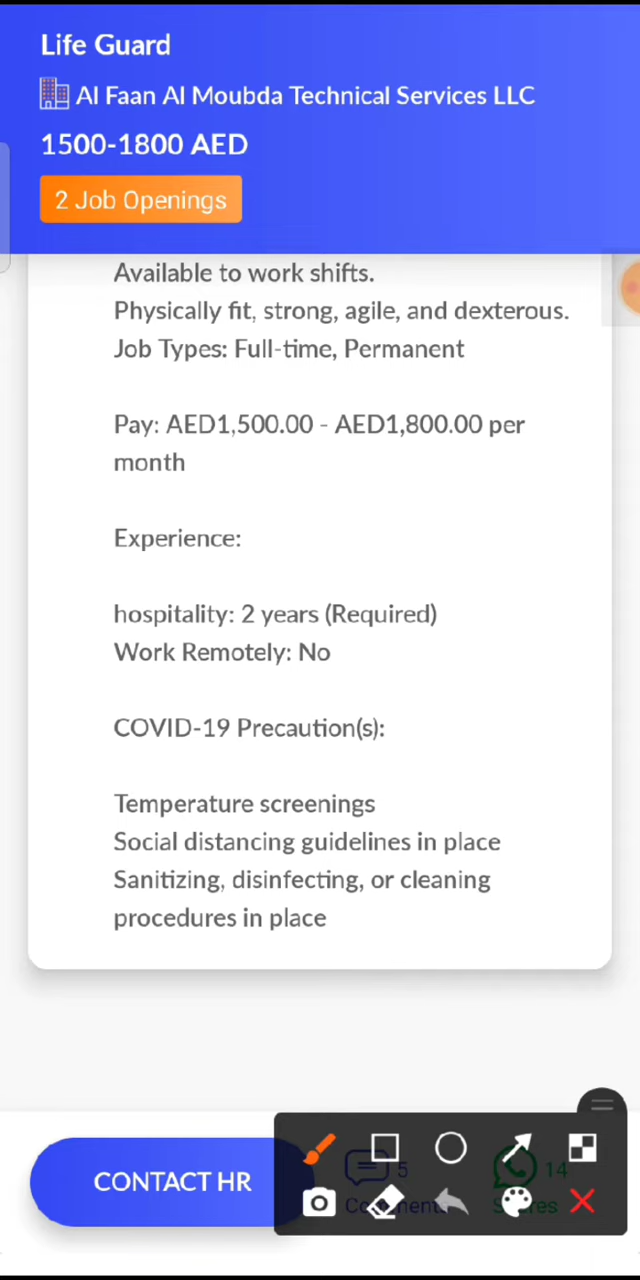 Life Guard
Al Faan Al Moubda Technical Services LLC
1500-1800 AED
2 Job Openings
Available to work shifts.
Physically fit, strong, agile, and dexterous.
Job Types: Full-time, Permanent
Pay: AED1,500.00 - AED1,800.00 per
month
Experience:
hospitality: 2 years (Required)
Work Remotely: No
COVID-19 Precaution(s):
Temperature screenings
Social distancing guidelines in place
Sanitizing, disinfecting, or cleaning
procedures in place
CONTACT HR
5
14